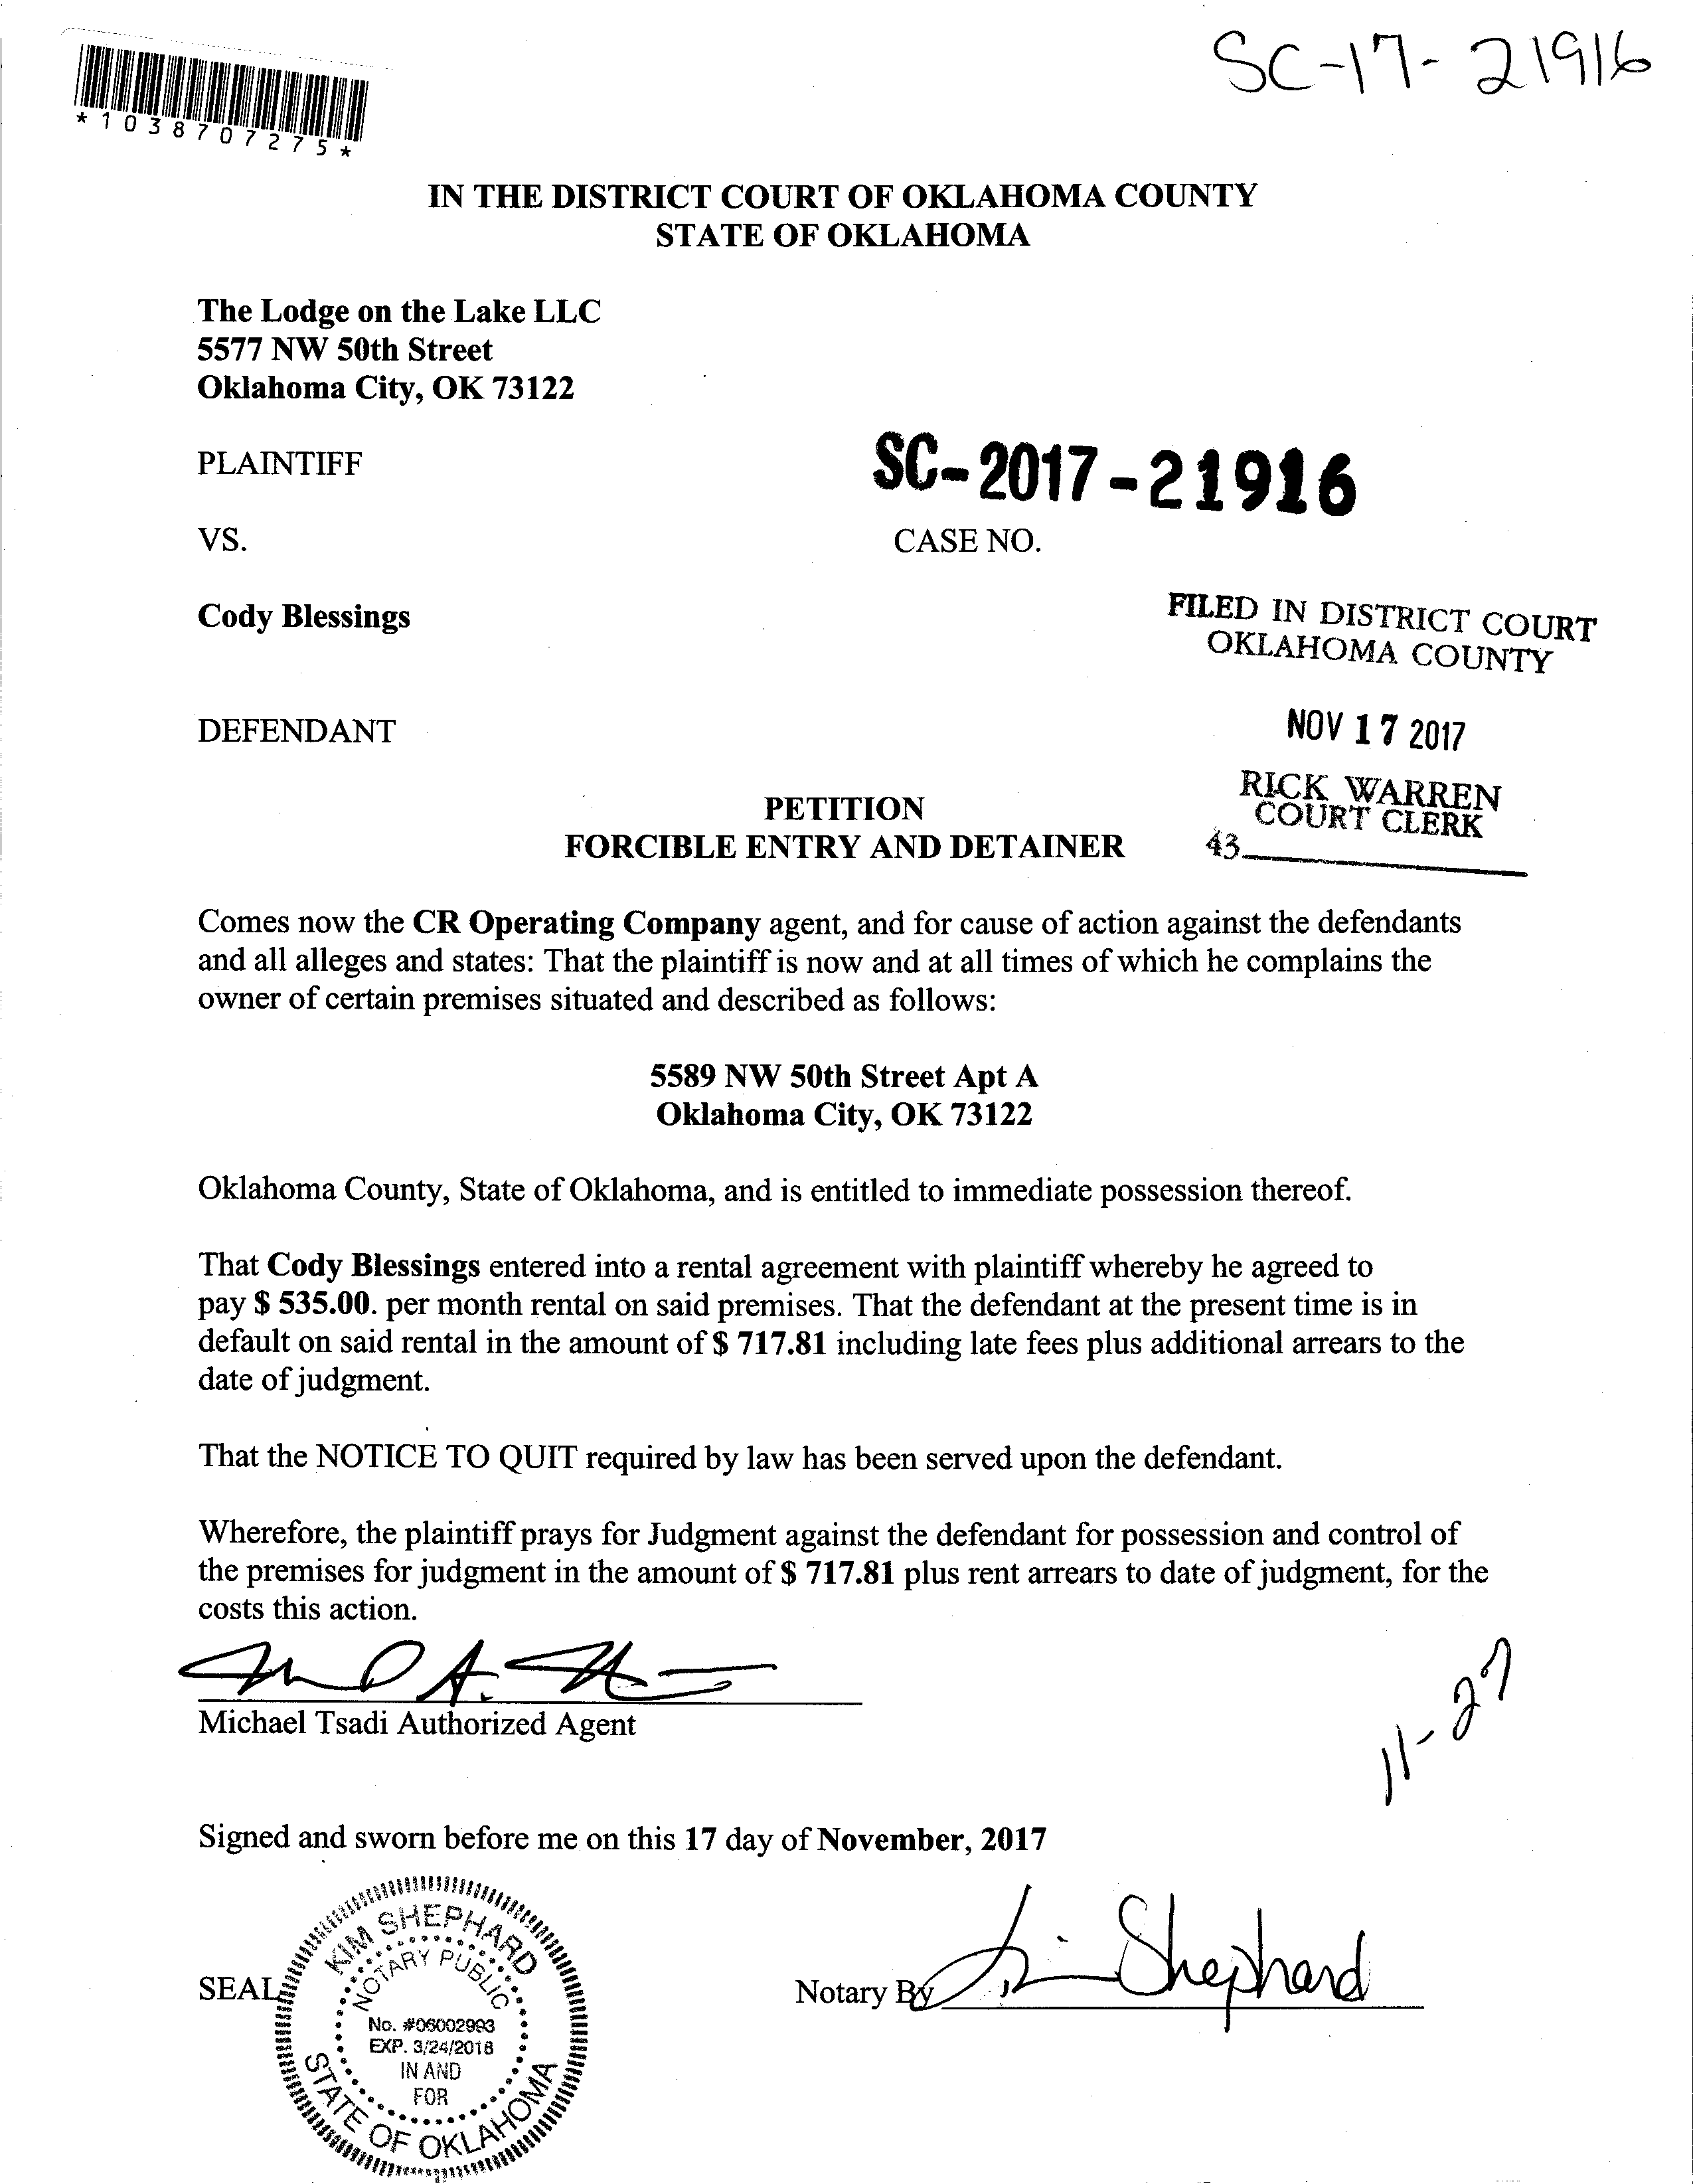 SC-17-21916
*1038707275*
IN THE DISTRICT COURT OF OKLAHOMA COUNTY
STATE OF OKLAHOMA
The Lodge on the Lake LLC
5577 NW 50th Street
Oklahoma City, OK 73122
PLAINTIFF
SC-2017-21916
VS.
CASE NO.
Cody Blessings
FILED IN DISTRICT COURT
OKLAHOMA COUNTY
DEFENDANT
NOV 17 2017
RICK WARREN
COURT CLERK
43
PETITION
FORCIBLE ENTRY AND DETAINER
Comes now the CR Operating Company agent, and for cause of action against the defendants
and all alleges and states: That the plaintiff is now and at all times of which he complains the
owner of certain premises situated and described as follows:
5589 NW 50th Street Apt A
Oklahoma City, OK 73122
Oklahoma County, State of Oklahoma, and is entitled to immediate possession thereof.
That Cody Blessings entered into a rental agreement with plaintiff whereby he agreed to
pay $ 535.00. per month rental on said premises. That the defendant at the present time is in
default on said rental in the amount of $ 717.81 including late fees plus additional arrears to the
date of judgment.
That the NOTICE TO QUIT required by law has been served upon the defendant.
Wherefore, the plaintiff prays for Judgment against the defendant for possession and control of
the premises for judgment in the amount of $ 717.81 plus rent arrears to date of judgment, for the
costs this action.
Michael Tsadi Authorized Agent
11-27
Signed and sworn before me on this 17 day of November, 2017
SEAL
KIM SHEPHARD
NOTARY PUBLIC
No. #06002993
EXP. 3/24/2018
IN AND
FOR
STATE OF OKLAHOMA
Notary By Kim Shephard